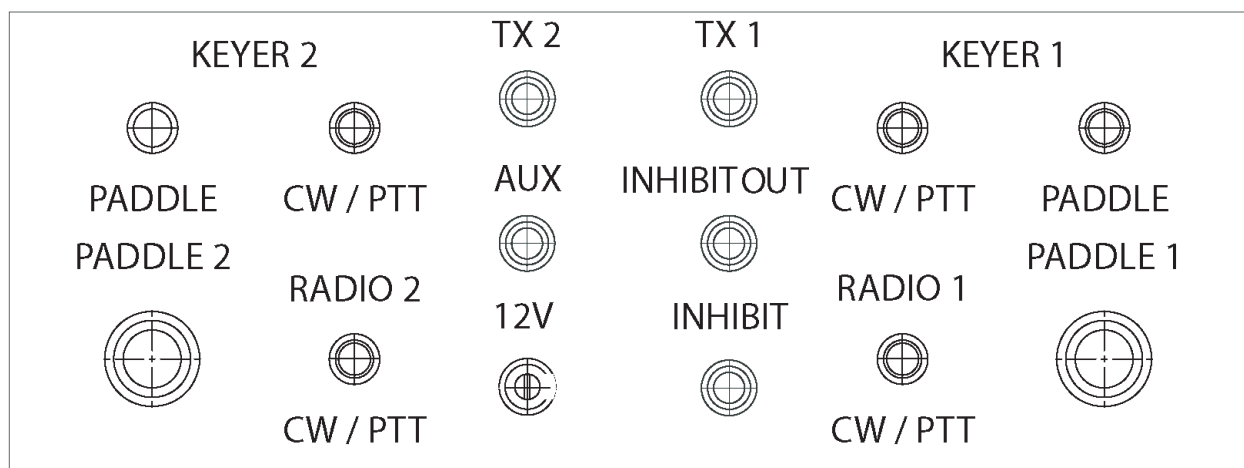 TX 2
TX 1
KEYER 2
KEYER 1
AUX
INHIBIT OUT
PADDLE
CW / PTT
CW / PTT
PADDLE
PADDLE 2
PADDLE 1
RADIO 2
RADIO 1
12V
INHIBIT
CW / PTT
CW / PTT